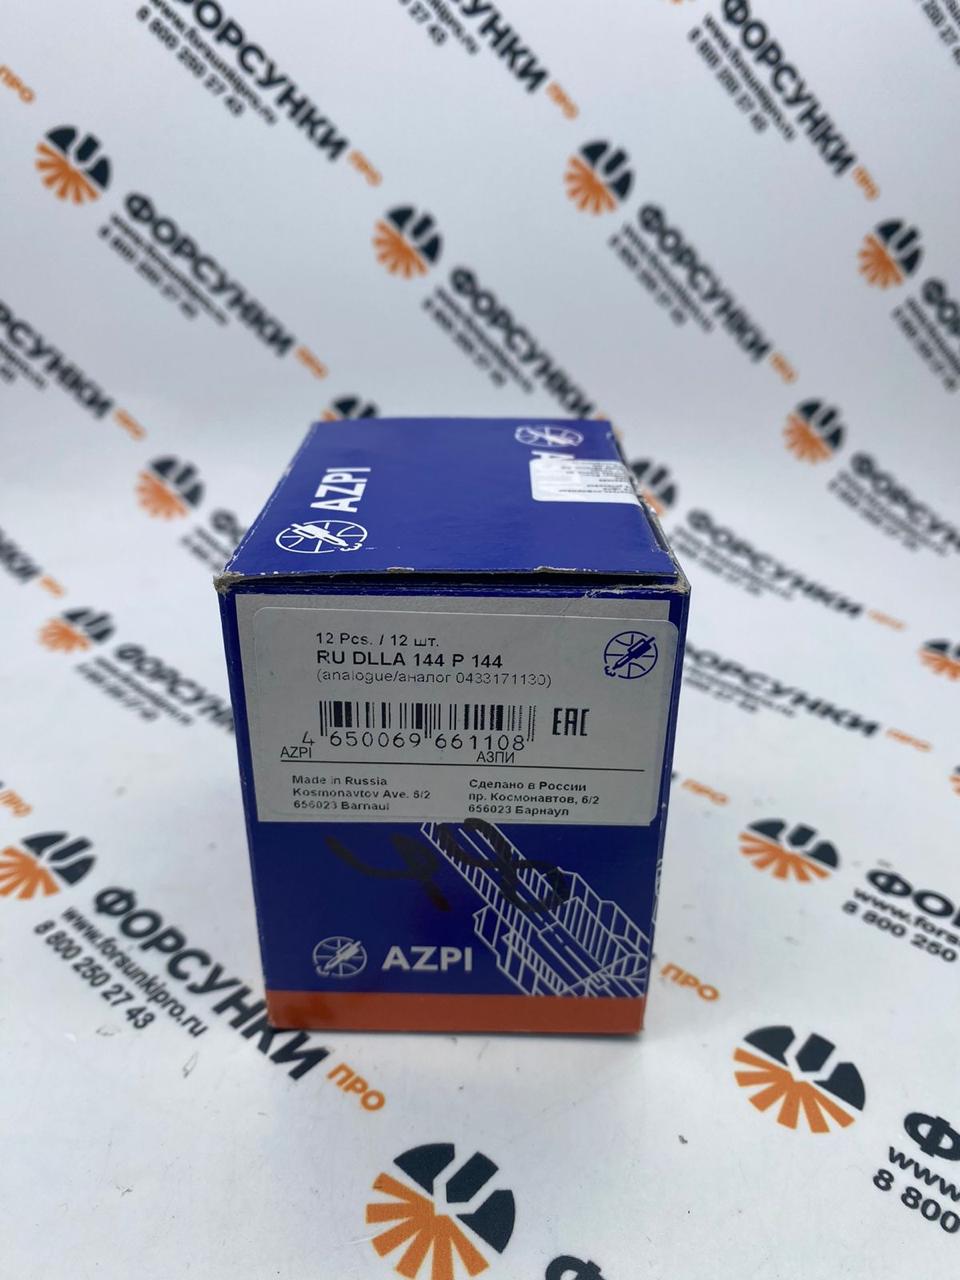 AZPI
12 Pcs. / 12 шт.
RU DLLA 144 P 144
(analogue/аналог 0433171130)
EAC
4 650069 661108
AZPI АЗПИ
Made in Russia
Kosmonavtov Ave. 6/2
656023 Barnaul
Сделано в России
пр. Космонавтов, 6/2
656023 Барнаул
AZPI
ФОРСУНКИ ПРО
www.forsunkipro.ru
8 800 250 27 43